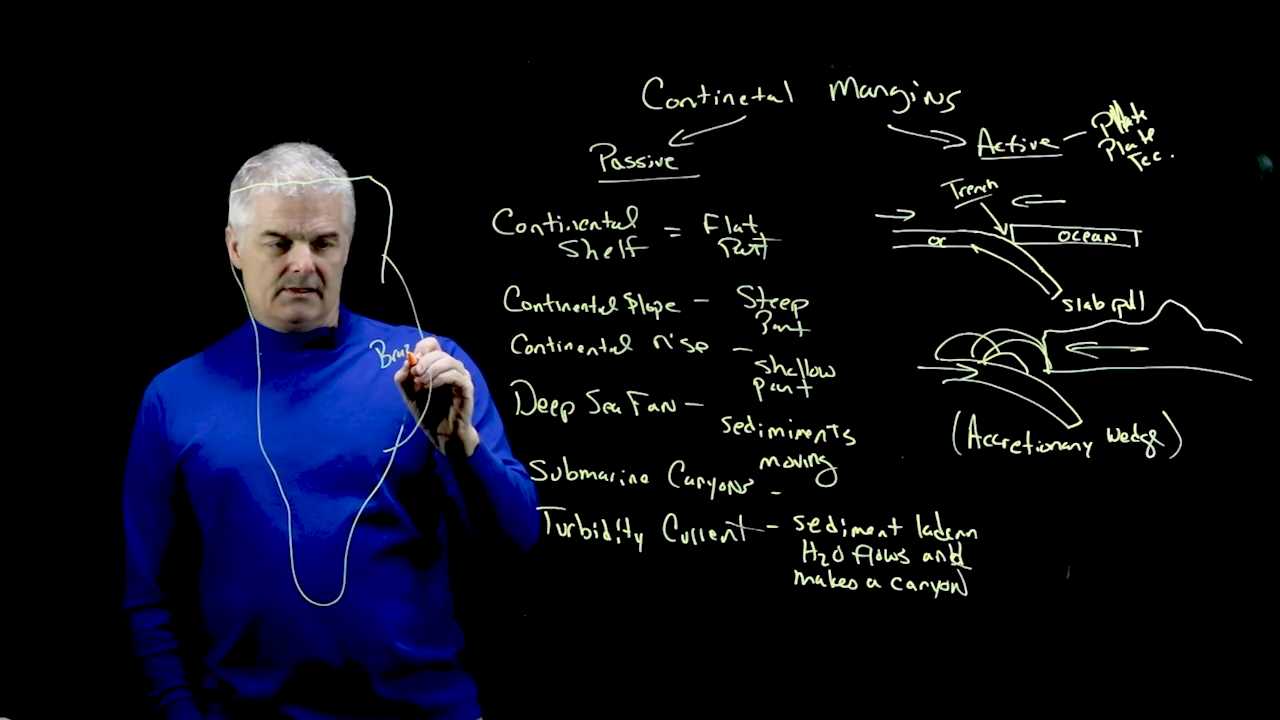 Continetal Margins
Passive
Active
Plate
Tec.
Continental
Shelf
= Flat
Part
Continental Slope - Steep
Part
Continental rise -
shallow
part
Deep Sea Fan -
sedimients
moving
Submarine Canyons -
Turbidity Current - sediment laden
H2O flows and
makes a canyon
Trench
oc
OCEAN
slab pull
(Accretionary wedge)